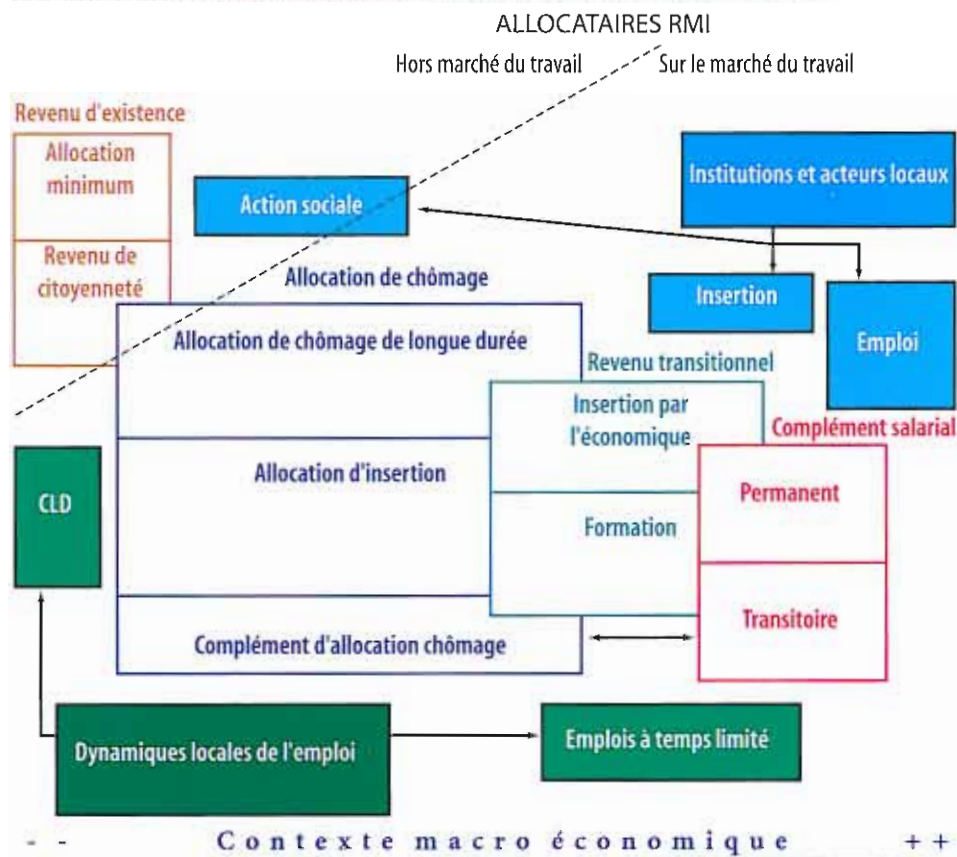 ALLOCATAIRES RMI
Hors marché du travail
Sur le marché du travail
Revenu d'existence
Allocation
minimum
Revenu de
citoyenneté
Action sociale
Institutions et acteurs locaux
Insertion
Emploi
Allocation de chômage
Allocation de chômage de longue durée
Revenu transitionnel
Insertion par
l'économique
Complément salarial
CLD
Allocation d'insertion
Permanent
Formation
Transitoire
Complément d'allocation chômage
Dynamiques locales de l'emploi
Emplois à temps limité
- - Contexte macro économique ++